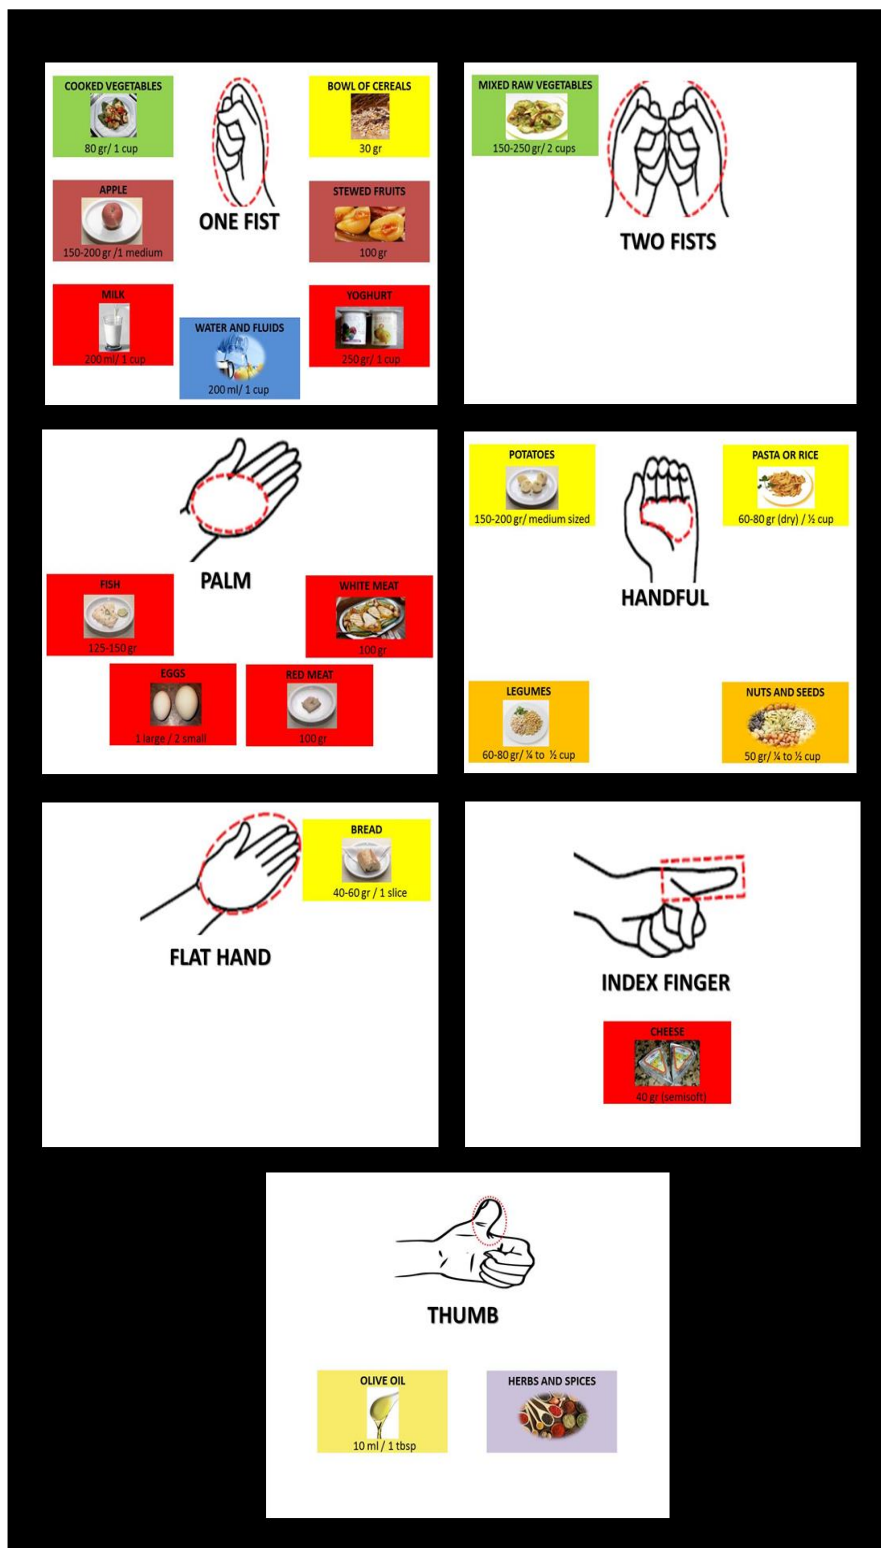 COOKED VEGETABLES
80 gr/ 1 cup
BOWL OF CEREALS
30 gr
APPLE
150-200 gr /1 medium
ONE FIST
STEWED FRUITS
100 gr
MILK
200 ml/ 1 cup
WATER AND FLUIDS
200 ml/ 1 cup
YOGHURT
250 gr/ 1 cup
MIXED RAW VEGETABLES
150-250 gr/ 2 cups
TWO FISTS
PALM
FISH
125-150 gr
WHITE MEAT
100 gr
EGGS
1 large / 2 small
RED MEAT
100 gr
POTATOES
150-200 gr/ medium sized
PASTA OR RICE
60-80 gr (dry) / ½ cup
HANDFUL
LEGUMES
60-80 gr/ ¼ to ½ cup
NUTS AND SEEDS
50 gr/ ¼ to ½ cup
BREAD
40-60 gr / 1 slice
FLAT HAND
INDEX FINGER
CHEESE
40 gr (semisoft)
THUMB
OLIVE OIL
10 ml / 1 tbsp
HERBS AND SPICES